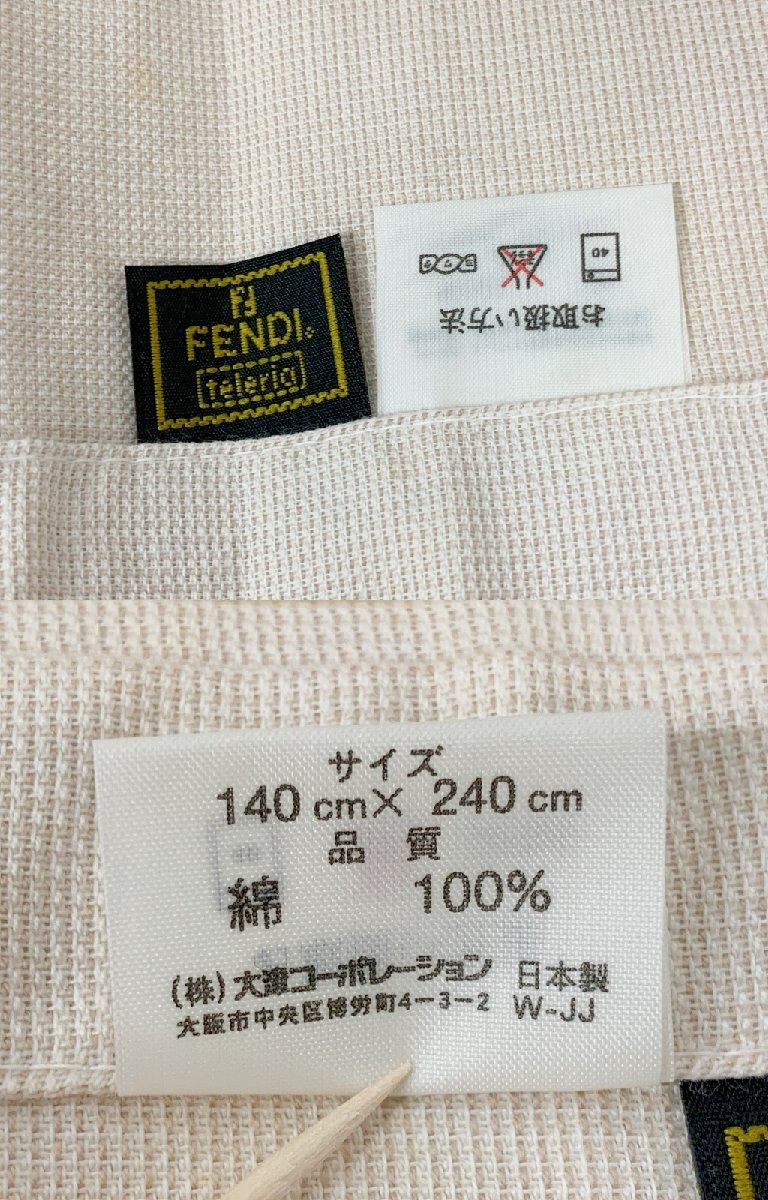 FENDI
teleria
40
お取扱い方法
サイズ
140 cm× 240 cm
品 質
綿 100%
(株)大達コーポレーション 日本製
大阪市中央区博労町4-3-2 W-JJ